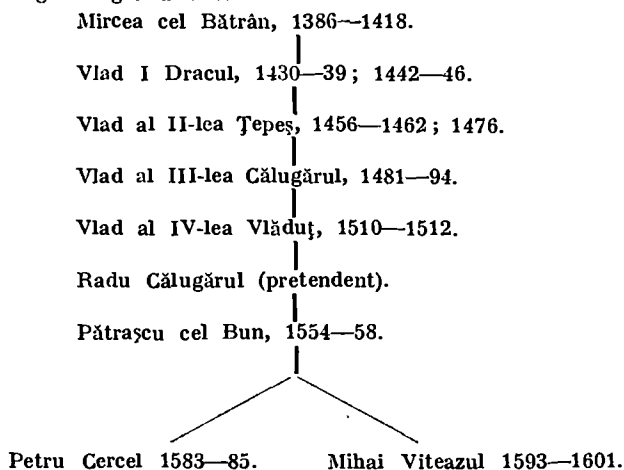 Mircea cel Bătrân, 1386—1418.
Vlad I Dracul, 1430—39; 1442—46.
Vlad al II-lea Țepeș, 1456—1462; 1476.
Vlad al III-lea Călugărul, 1481—94.
Vlad al IV-lea Vlăduț, 1510—1512.
Radu Călugărul (pretendent).
Pătrașcu cel Bun, 1554—58.
Petru Cercel 1583—85. Mihai Viteazul 1593—1601.